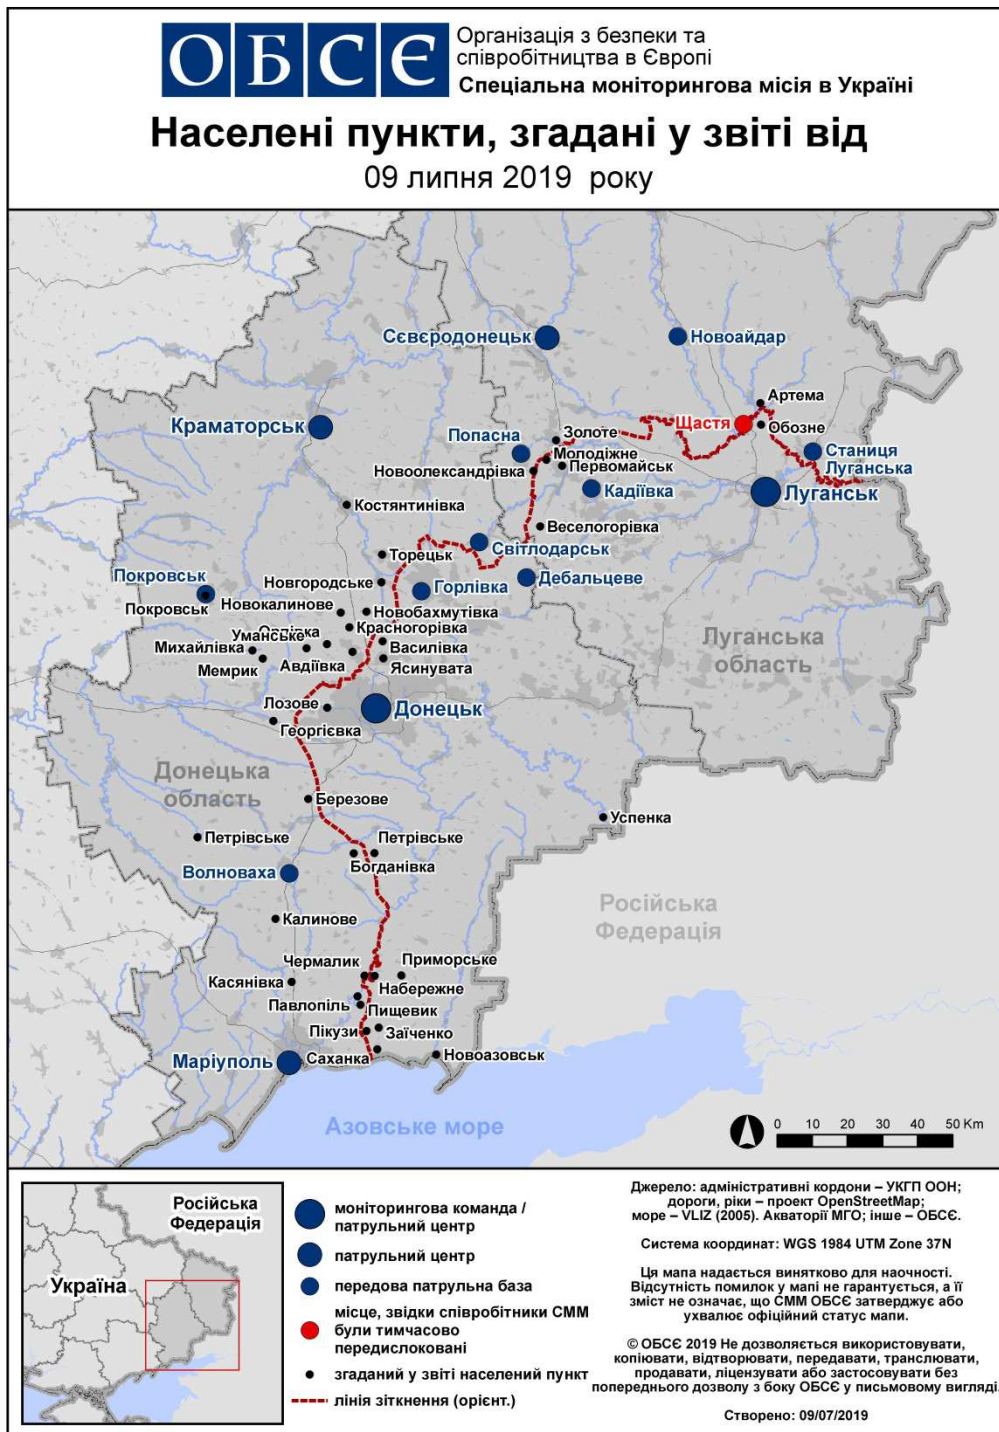 ОБСЄ
Організація з безпеки та
співробітництва в Європі
Спеціальна моніторингова місія в Україні
Населені пункти, згадані у звіті від
09 липня 2019 року
Сєвєродонецьк
Новоайдар
Артема
Щастя
Обозне
Краматорськ
Попасна
Золоте
Молодіжне
Станиця
Луганська
Новоолександрівка
Первомайськ
Кадіївка
Луганськ
Костянтинівка
Веселогорівка
Світлодарськ
Торецьк
Покровськ
Новгородське
Горлівка
Дебальцеве
Покровськ
Новокалинове
Новобахмутівка
Красногорівка
Уманське
Михайлівка
Василівка
Мемрик
Авдіївка
Ясинувата
Луганська
область
Лозове
Донецьк
Георгієвка
Донецька
область
Березове
Успенка
Петрівське
Петрівське
Богданівка
Волноваха
Калинове
Російська
Федерація
Чермалик
Приморське
Касянівка
Набережне
Павлопіль
Пищевик
Пікузи
Заїченко
Маріуполь
Саханка
Новоазовськ
Азовське море
0 10 20 30 40 50 Km
Російська
Федерація
Україна
моніторингова команда /
патрульний центр
патрульний центр
передова патрульна база
місце, звідки співробітники СММ
були тимчасово
передислоковані
згаданий у звіті населений пункт
лінія зіткнення (орієнт.)
Джерело: адміністративні кордони – УКГП ООН;
дороги, ріки – проект OpenStreetMap;
море – VLIZ (2005). Акваторії МГО; інше – ОБСЄ.
Система координат: WGS 1984 UTM Zone 37N
Ця мапа надається винятково для наочності.
Відсутність помилок у мапі не гарантується, а її
зміст не означає, що СММ ОБСЄ затверджує або
ухвалює офіційний статус мапи.
© ОБСЄ 2019 Не дозволяється використовувати,
копіювати, відтворювати, передавати, транслювати,
продавати, ліцензувати або застосовувати без
попереднього дозволу з боку ОБСЄ у письмовому вигляді.
Створено: 09/07/2019